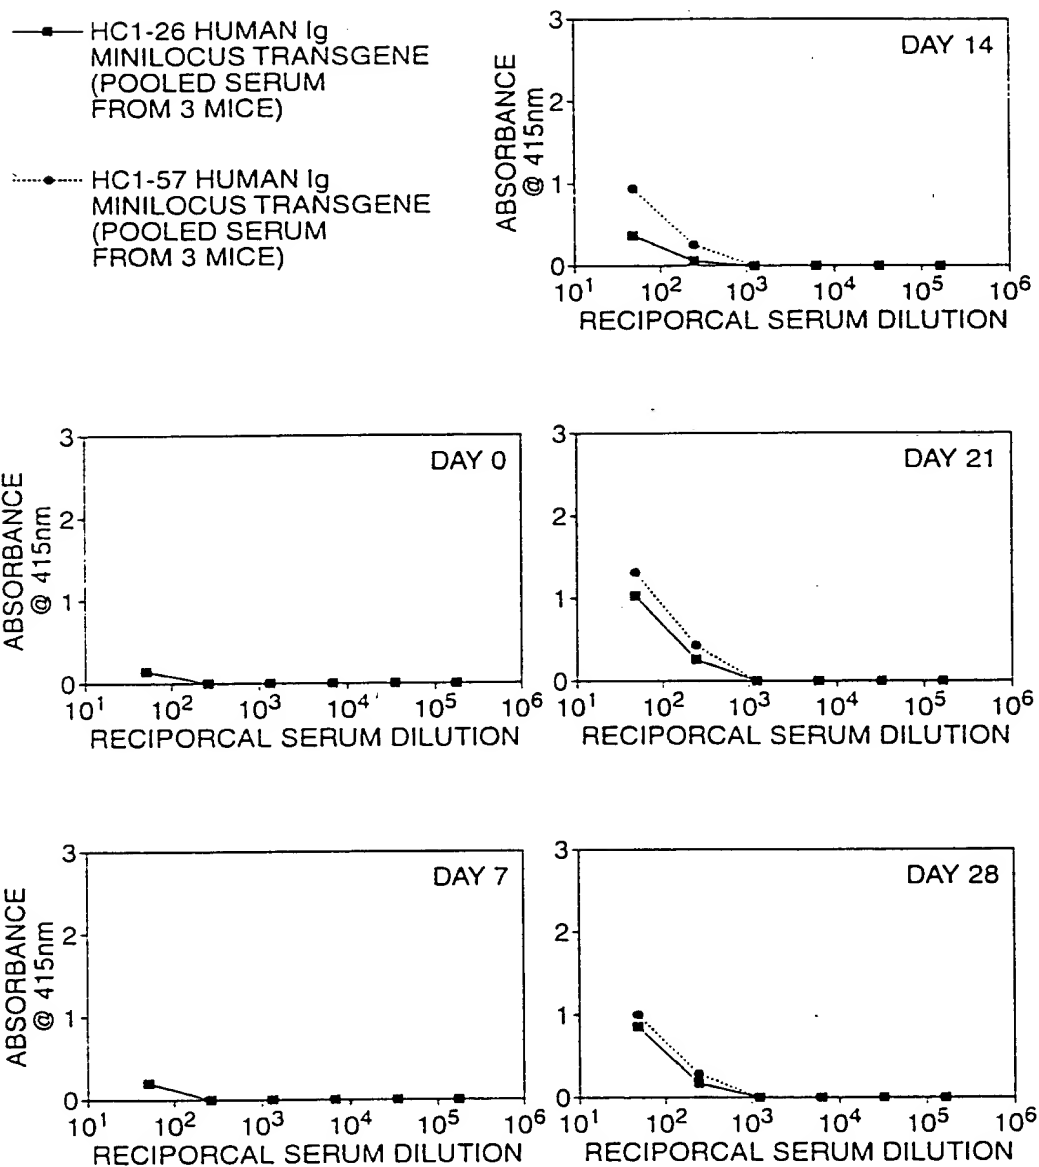 HC1-26 HUMAN Ig
MINILOCUS TRANSGENE
(POOLED SERUM
FROM 3 MICE)
HC1-57 HUMAN Ig
MINILOCUS TRANSGENE
(POOLED SERUM
FROM 3 MICE)
DAY 14
ABSORBANCE
@ 415nm
3
2
1
0
10¹ 10² 10³ 10⁴ 10⁵ 10⁶
RECIPORCAL SERUM DILUTION
DAY 0
ABSORBANCE
@ 415nm
3
2
1
0
10¹ 10² 10³ 10⁴ 10⁵ 10⁶
RECIPORCAL SERUM DILUTION
DAY 21
3
2
1
0
10¹ 10² 10³ 10⁴ 10⁵ 10⁶
RECIPORCAL SERUM DILUTION
DAY 7
ABSORBANCE
@ 415nm
3
2
1
0
10¹ 10² 10³ 10⁴ 10⁵ 10⁶
RECIPORCAL SERUM DILUTION
DAY 28
3
2
1
0
10¹ 10² 10³ 10⁴ 10⁵ 10⁶
RECIPORCAL SERUM DILUTION